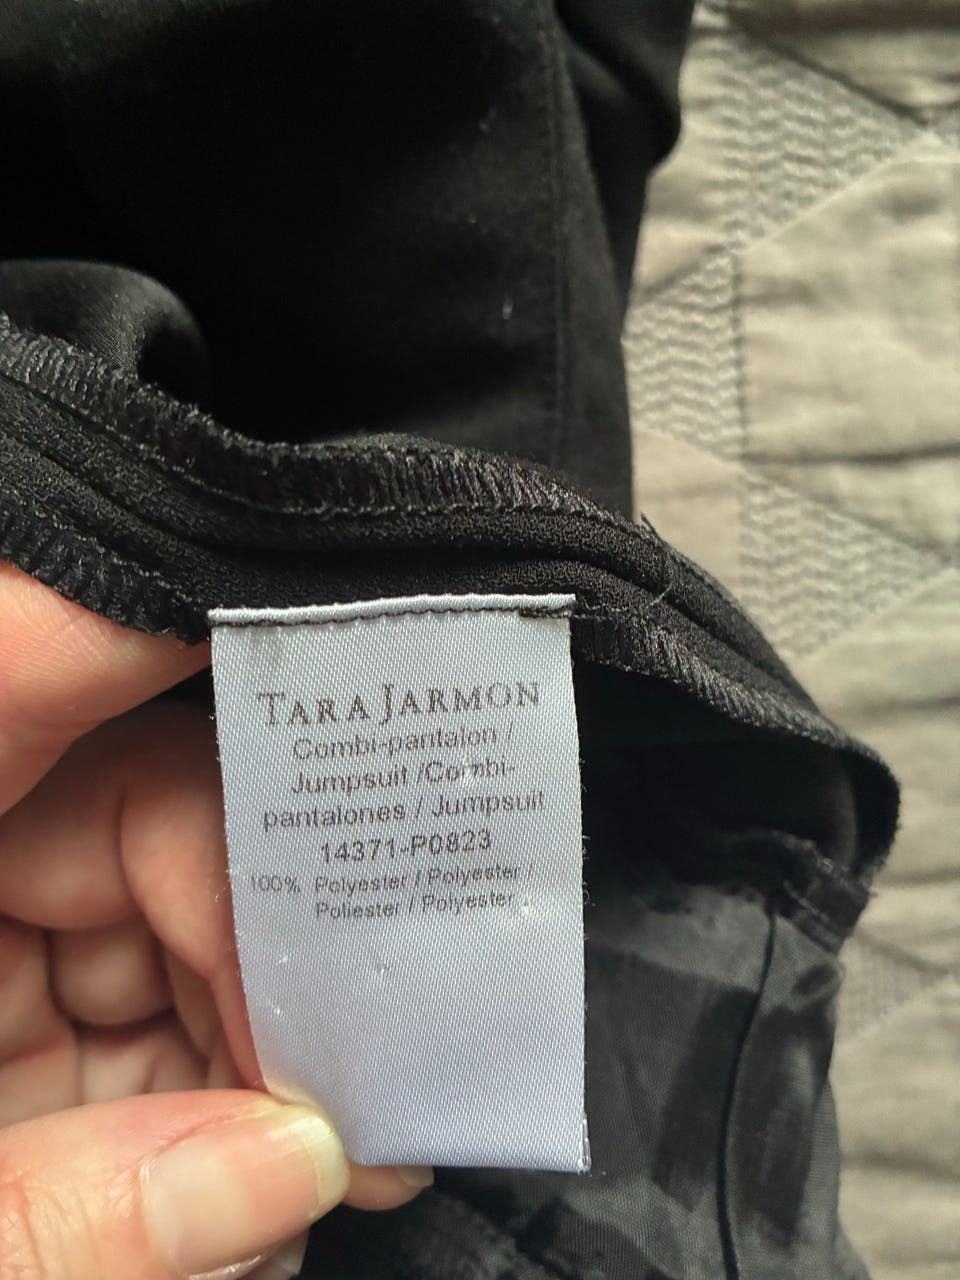 TARA JARMON
Combi-pantalon /
Jumpsuit /Combi-
pantalones / Jumpsuit
14371-P0823
100% Polyester / Polyester /
Poliester / Polyester